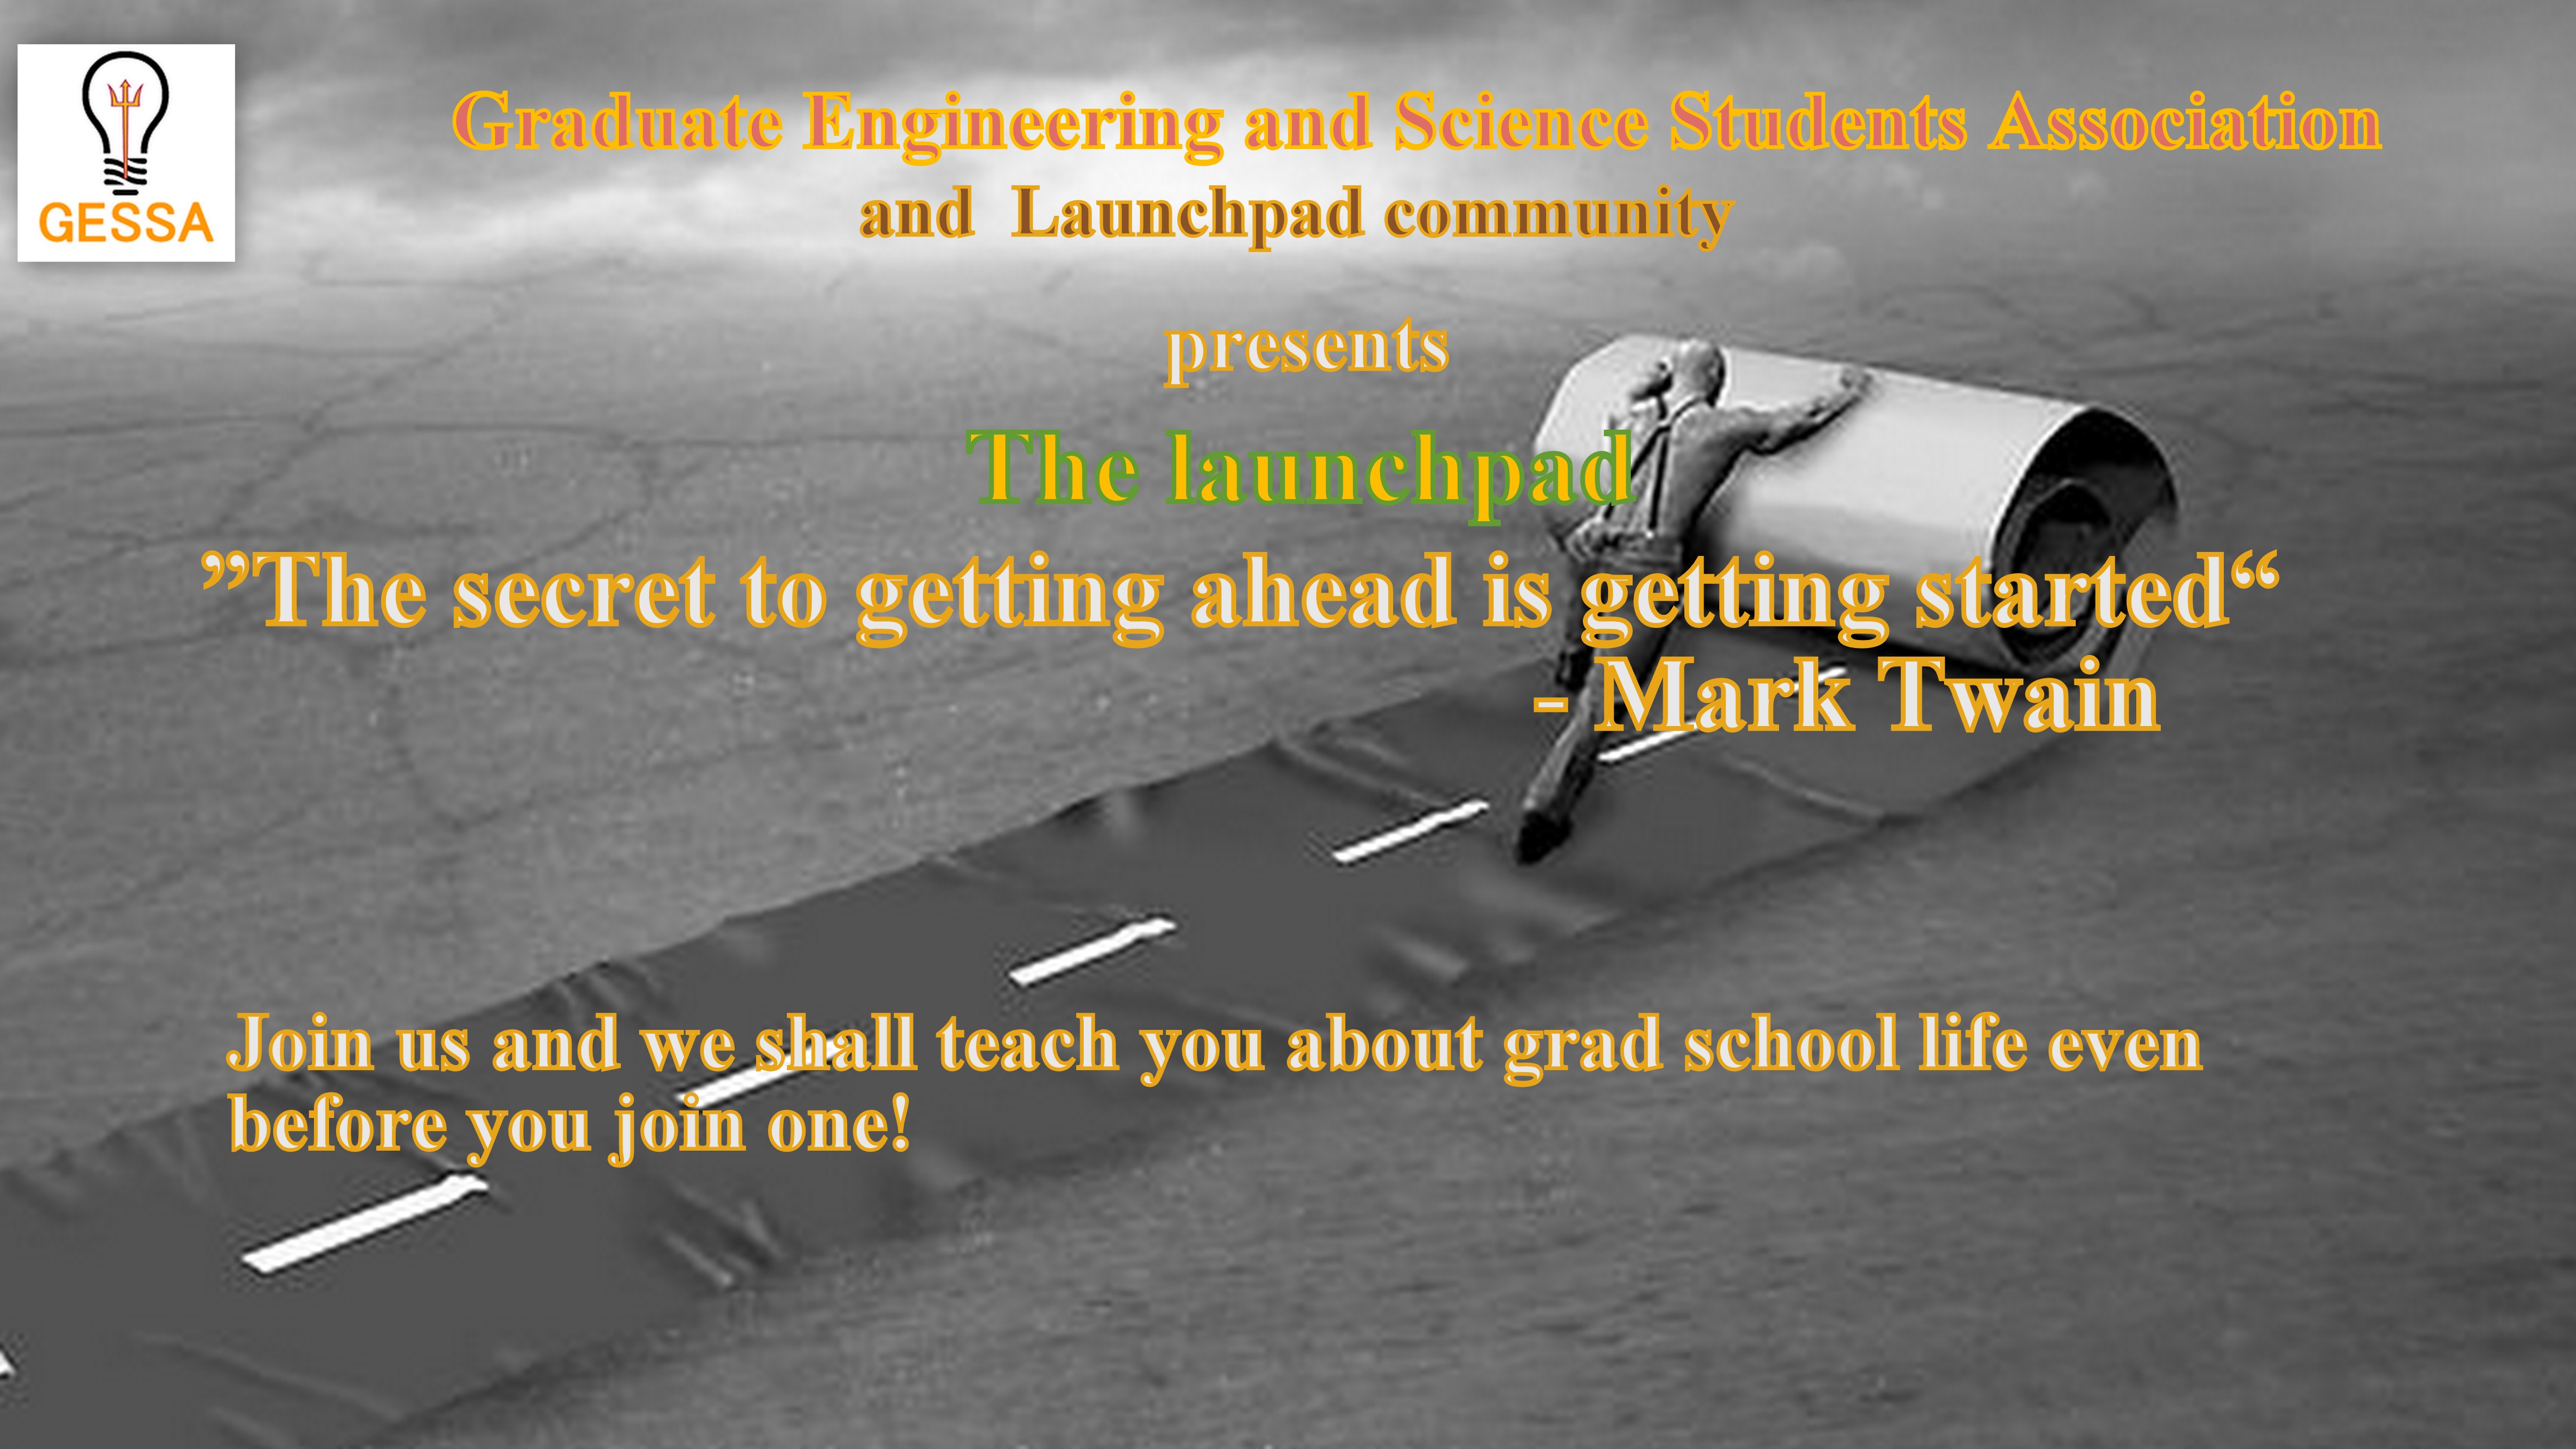 GESSA
Graduate Engineering and Science Students Association
and Launchpad community
presents
The launchpad
”The secret to getting ahead is getting started“
- Mark Twain
Join us and we shall teach you about grad school life even
before you join one!